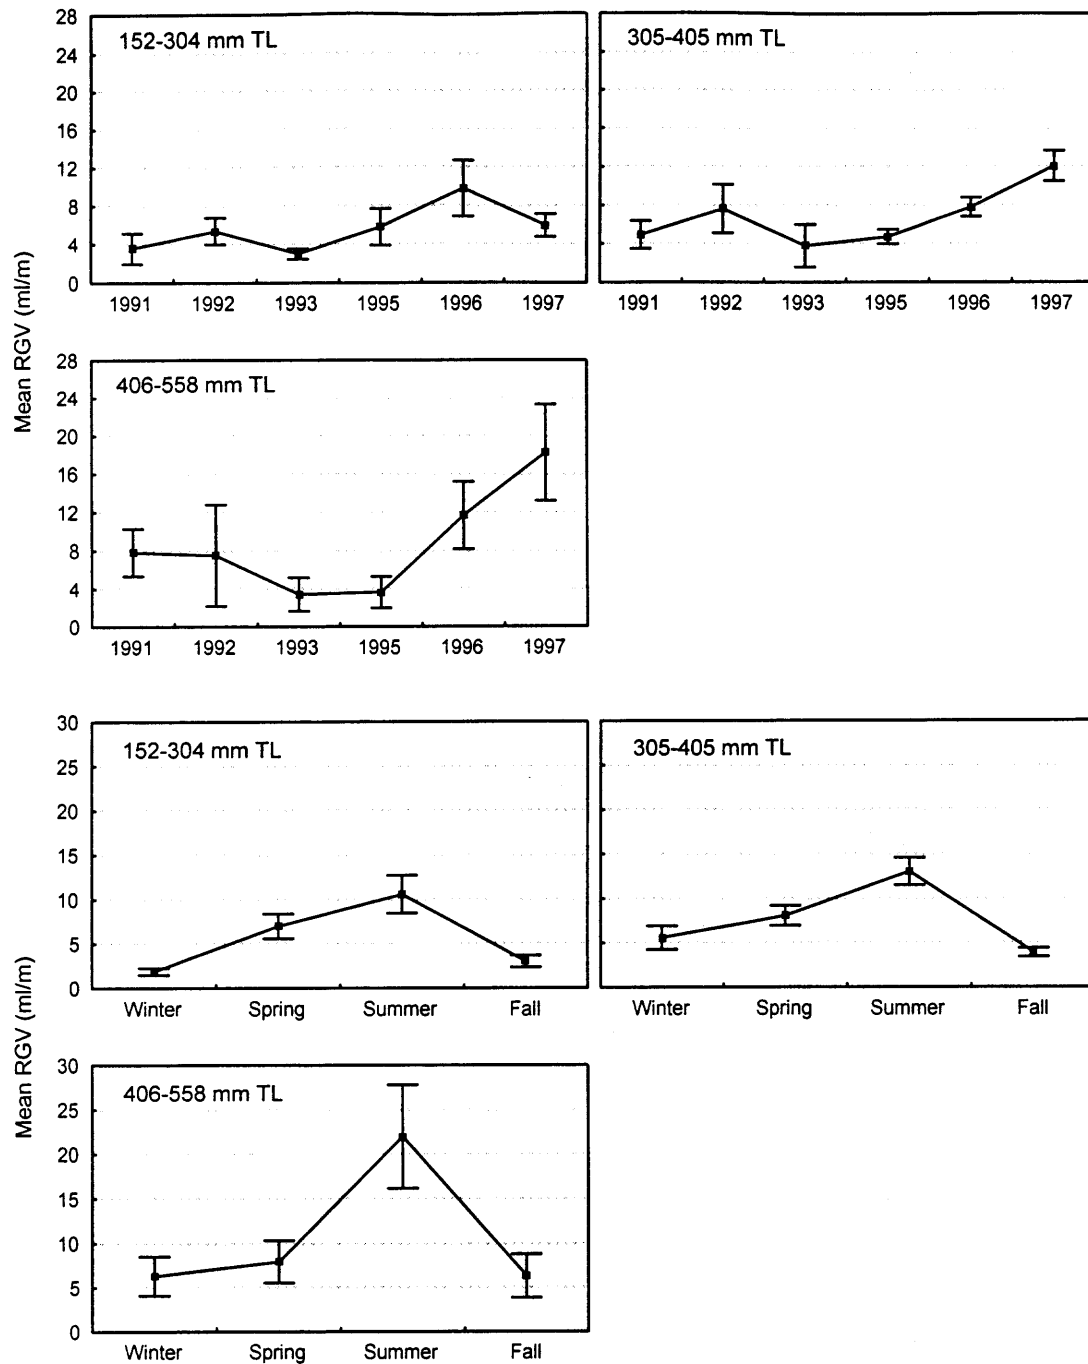 28
24
20
16
12
8
4
0
152-304 mm TL
1991 1992 1993 1995 1996 1997
305-405 mm TL
1991 1992 1993 1995 1996 1997
Mean RGV (ml/m)
28
24
20
16
12
8
4
0
406-558 mm TL
1991 1992 1993 1995 1996 1997
30
25
20
15
10
5
0
152-304 mm TL
Winter Spring Summer Fall
305-405 mm TL
Winter Spring Summer Fall
Mean RGV (ml/m)
30
25
20
15
10
5
0
406-558 mm TL
Winter Spring Summer Fall